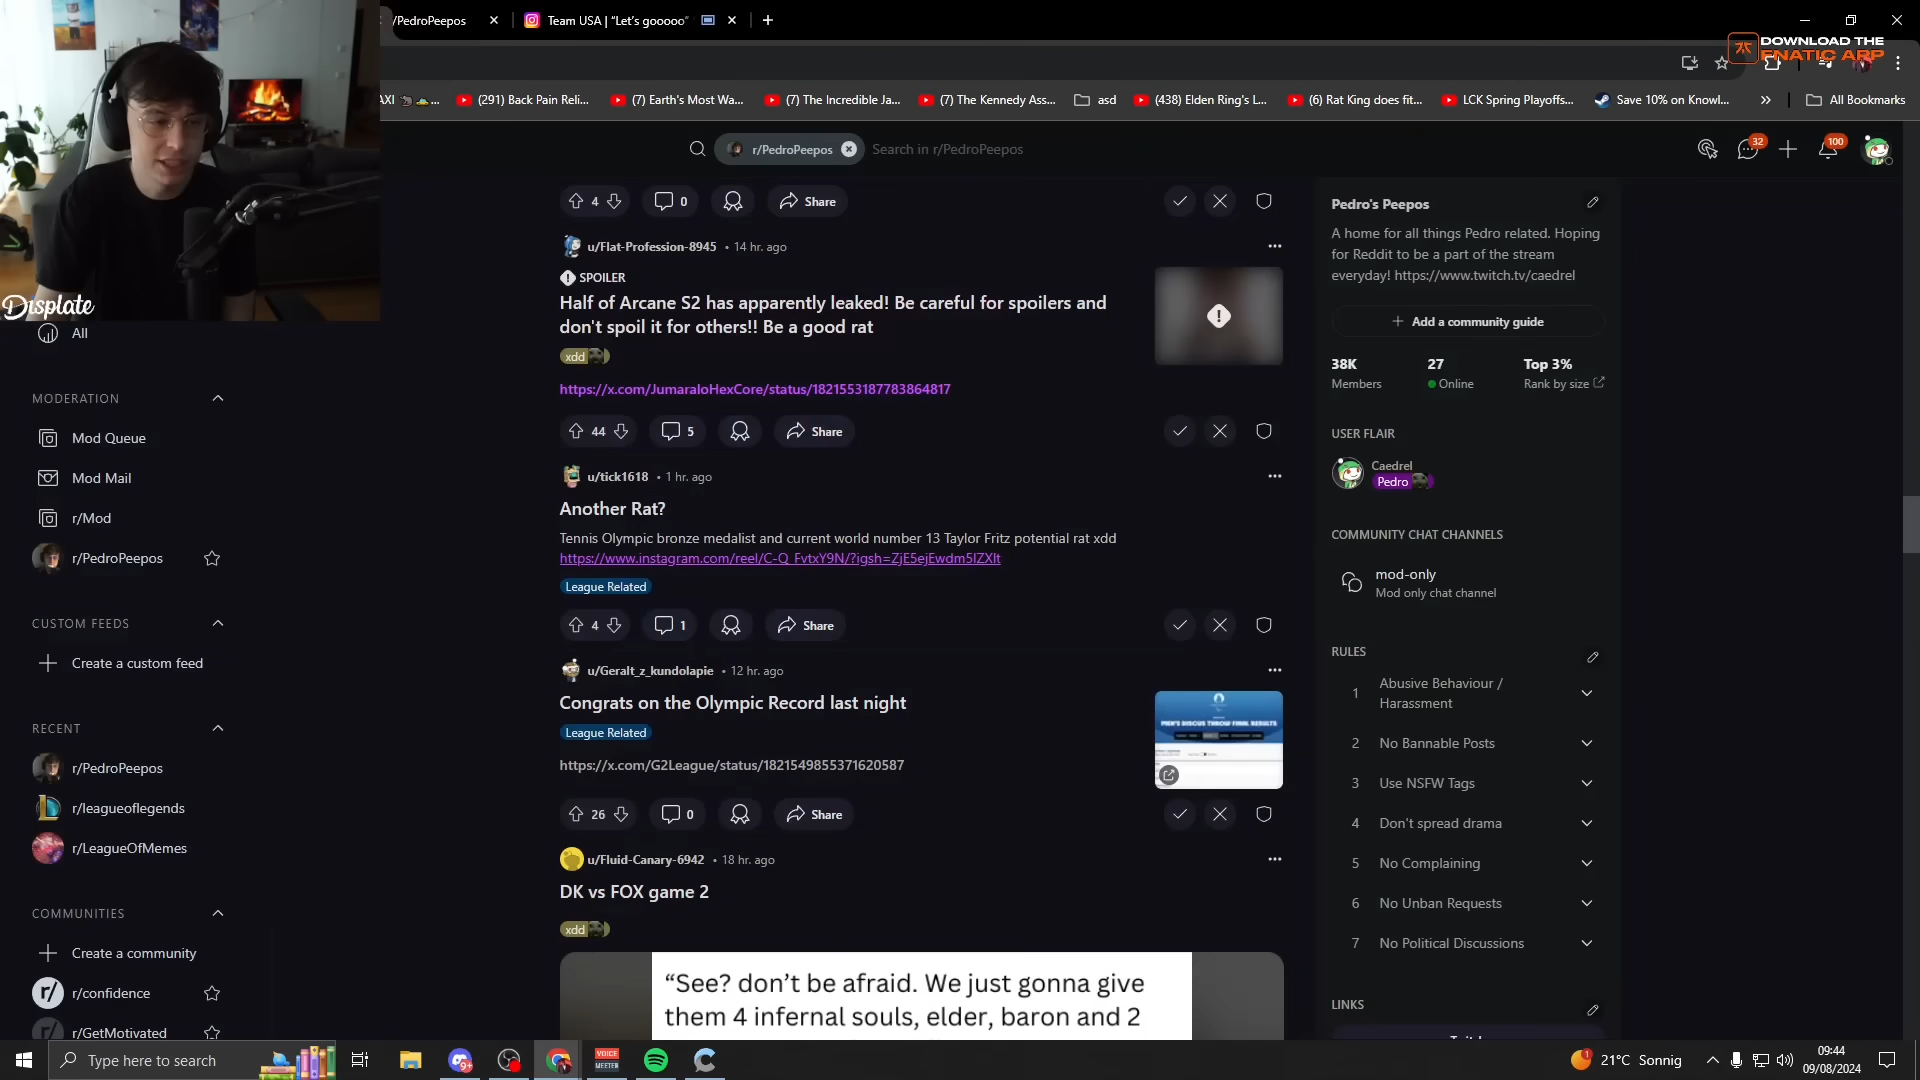 /PedroPeepos
Team USA | "Let's gooooo"
DOWNLOAD THE
FNATIC APP
AXI
(291) Back Pain Reli...
(7) Earth's Most Wa...
(7) The Incredible Ja...
(7) The Kennedy Ass...
asd
(438) Elden Ring's L...
(6) Rat King does fit...
LCK Spring Playoffs...
Save 10% on Knowl...
All Bookmarks
r/PedroPeepos
Search in r/PedroPeepos
32
100
Displate
All
MODERATION
Mod Queue
Mod Mail
r/Mod
r/PedroPeepos
CUSTOM FEEDS
Create a custom feed
RECENT
r/PedroPeepos
r/leagueoflegends
r/LeagueOfMemes
COMMUNITIES
Create a community
r/confidence
r/GetMotivated
4
0
Share
u/Flat-Profession-8945 • 14 hr. ago
SPOILER
Half of Arcane S2 has apparently leaked! Be careful for spoilers and
don't spoil it for others!! Be a good rat
xdd
https://x.com/JumaraloHexCore/status/1821553187783864817
44
5
Share
u/tick1618 • 1 hr. ago
Another Rat?
Tennis Olympic bronze medalist and current world number 13 Taylor Fritz potential rat xdd
https://www.instagram.com/reel/C-Q_FvtxY9N/?igsh=ZjE5ejEwdm5lZXlt
League Related
4
1
Share
u/Geralt_z_kundolapie • 12 hr. ago
Congrats on the Olympic Record last night
League Related
https://x.com/G2League/status/1821549855371620587
MEN'S DISCUS THROW FINAL RESULTS
26
0
Share
u/Fluid-Canary-6942 • 18 hr. ago
DK vs FOX game 2
xdd
“See? don’t be afraid. We just gonna give
them 4 infernal souls, elder, baron and 2
Pedro's Peepos
A home for all things Pedro related. Hoping
for Reddit to be a part of the stream
everyday! https://www.twitch.tv/caedrel
Add a community guide
38K
27
Top 3%
Members
Online
Rank by size
USER FLAIR
Caedrel
Pedro
COMMUNITY CHAT CHANNELS
mod-only
Mod only chat channel
RULES
1
Abusive Behaviour /
Harassment
2
No Bannable Posts
3
Use NSFW Tags
4
Don't spread drama
5
No Complaining
6
No Unban Requests
7
No Political Discussions
LINKS
Type here to search
9+
VOICE
MEETER
1
21°C Sonnig
09:44
09/08/2024